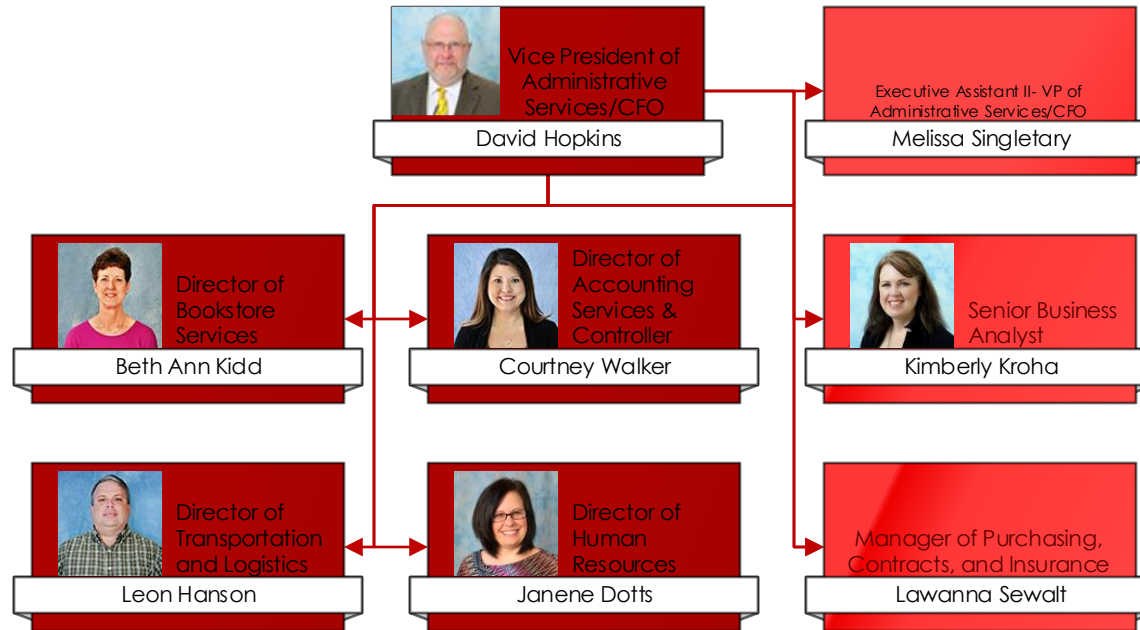 Vice President of
Administrative
Services/CFO
David Hopkins
Executive Assistant II- VP of
Administrative Services/CFO
Melissa Singletary
Director of
Bookstore
Services
Beth Ann Kidd
Director of
Accounting
Services &
Controller
Courtney Walker
Senior Business
Analyst
Kimberly Kroha
Director of
Transportation
and Logistics
Leon Hanson
Director of
Human
Resources
Janene Dotts
Manager of Purchasing,
Contracts, and Insurance
Lawanna Sewalt